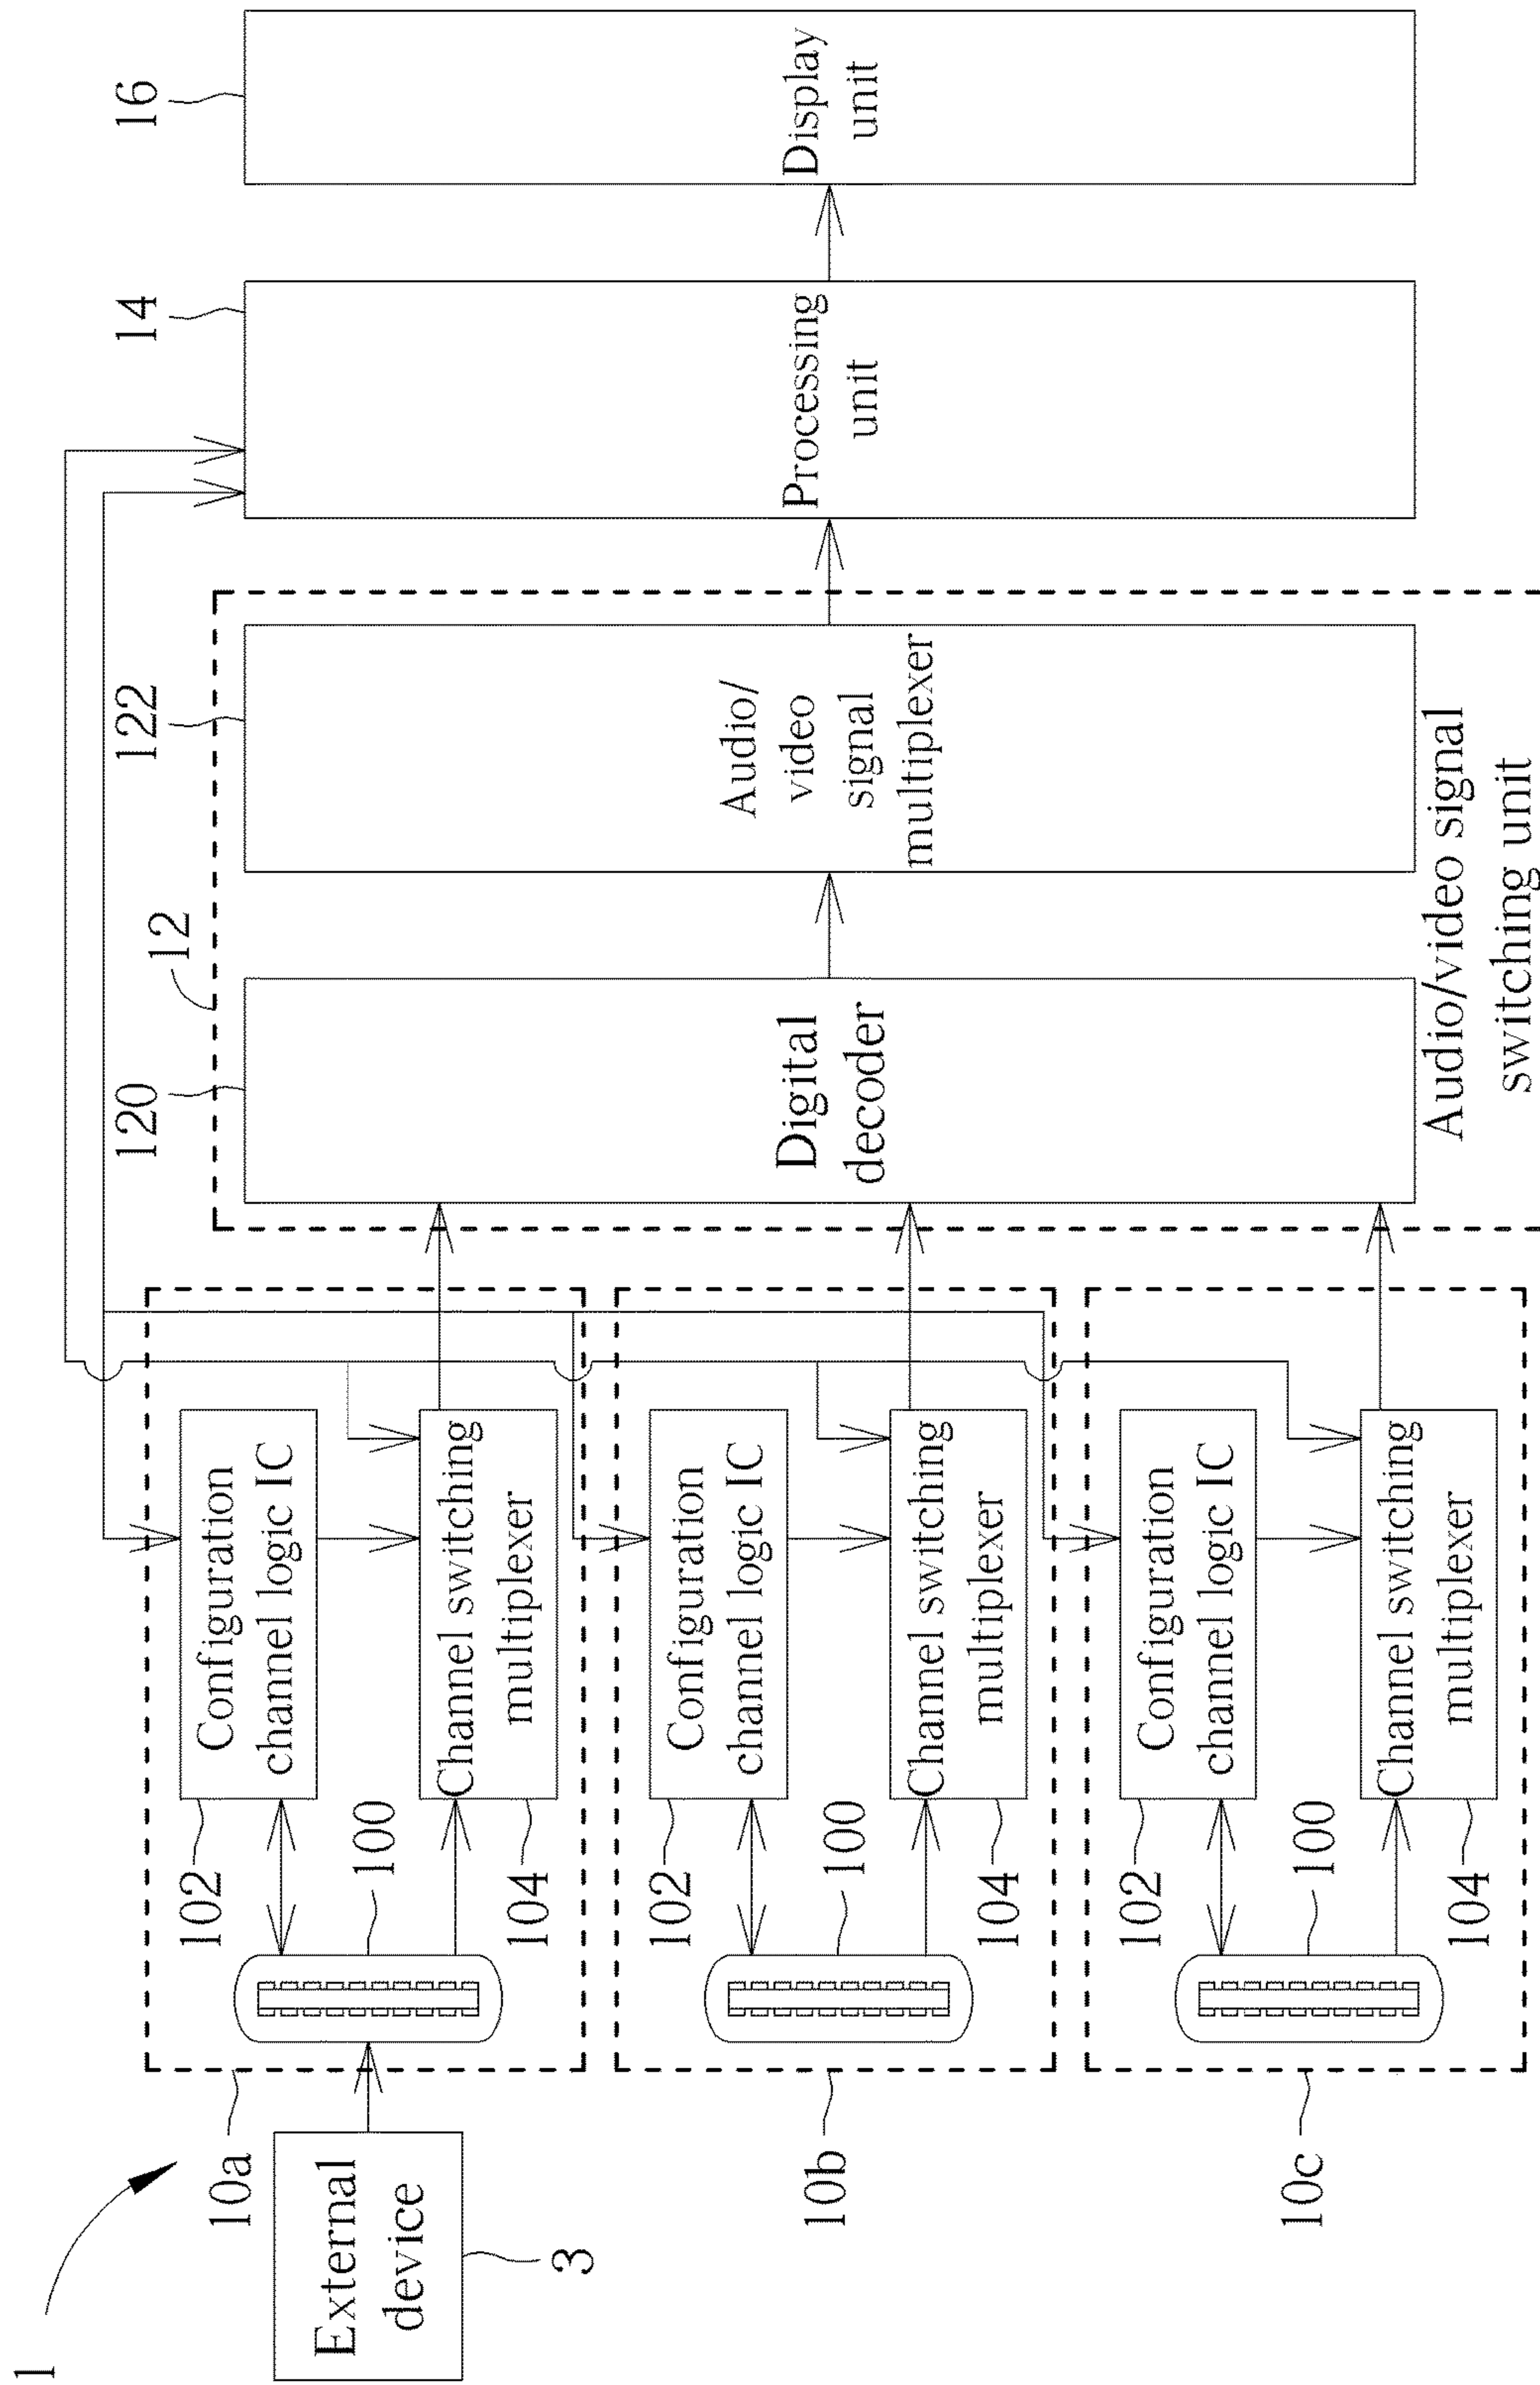 1
External
device
3
10a
100
102
Configuration
channel logic IC
Channel switching
multiplexer
104
10b
100
102
Configuration
channel logic IC
Channel switching
multiplexer
104
10c
100
102
Configuration
channel logic IC
Channel switching
multiplexer
104
12
120
Digital
decoder
122
Audio/
video
signal
multiplexer
Audio/video signal
switching unit
14
Processing
unit
16
Display
unit